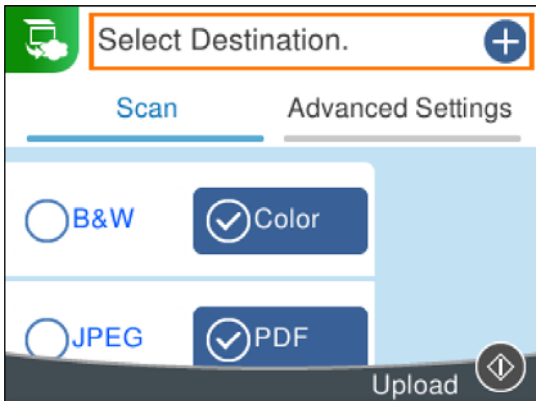 Select Destination.
Scan Advanced Settings
B&W Color
JPEG PDF
Upload